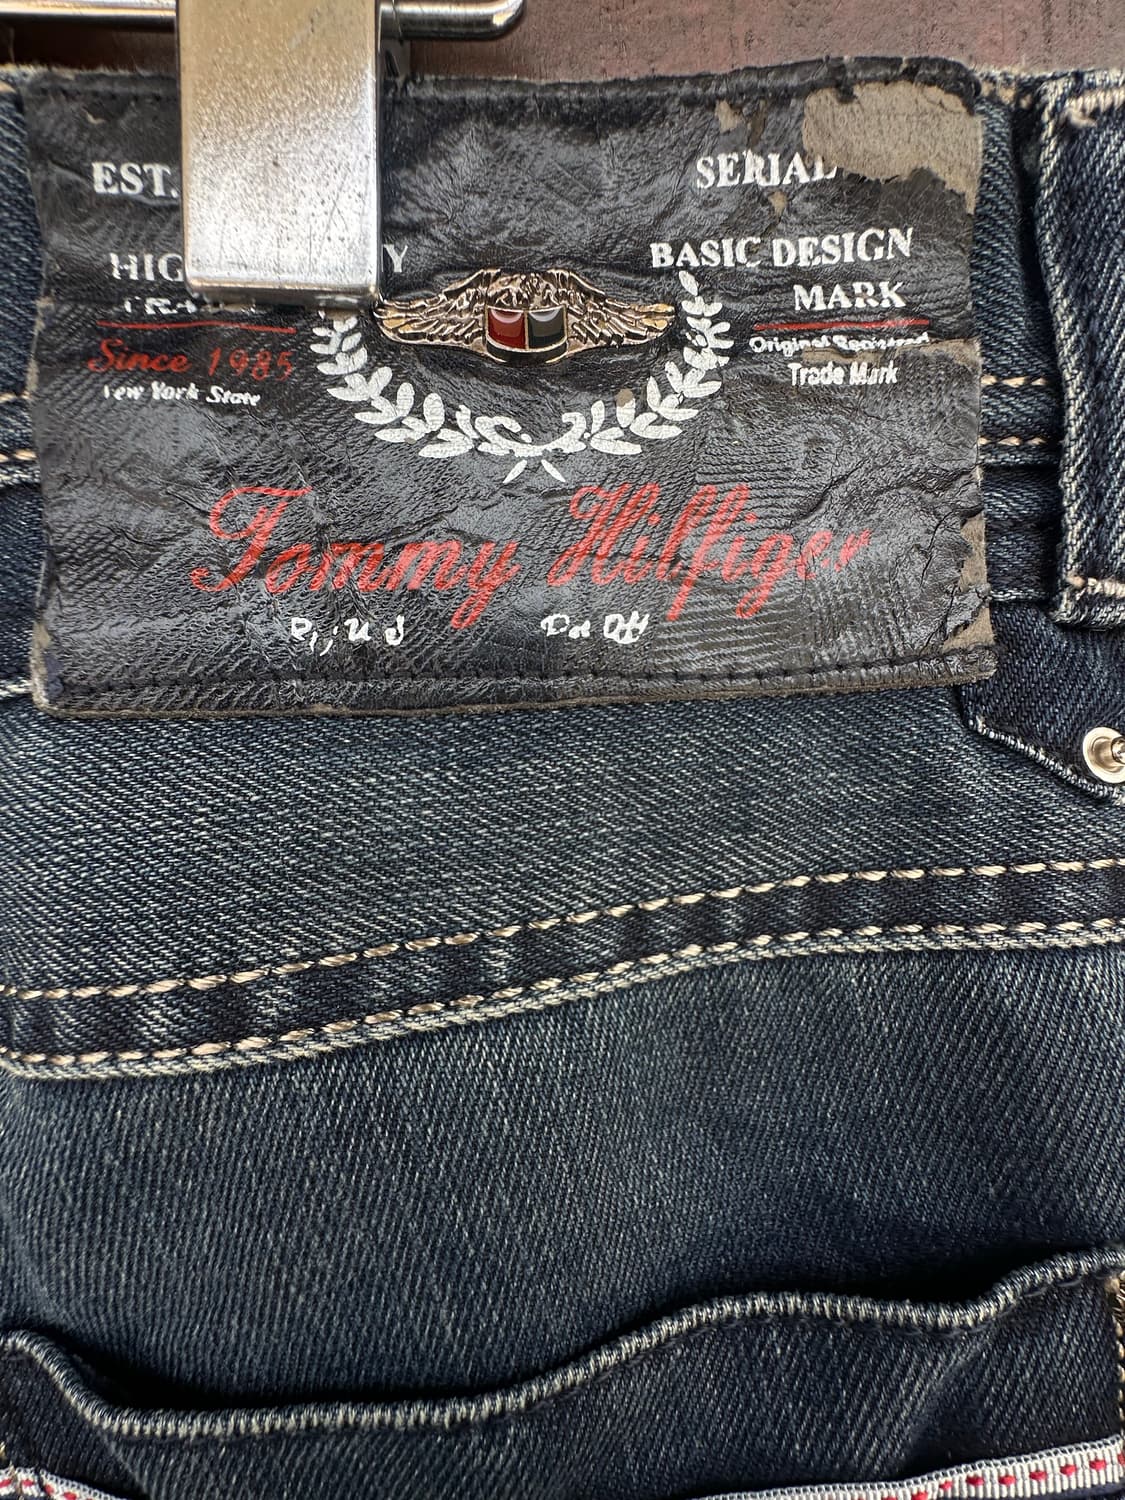 EST.
SERIAL
BASIC DESIGN
MARK
Since 1985
Original Registered
New York State
Trade Mark
Tommy Hilfiger